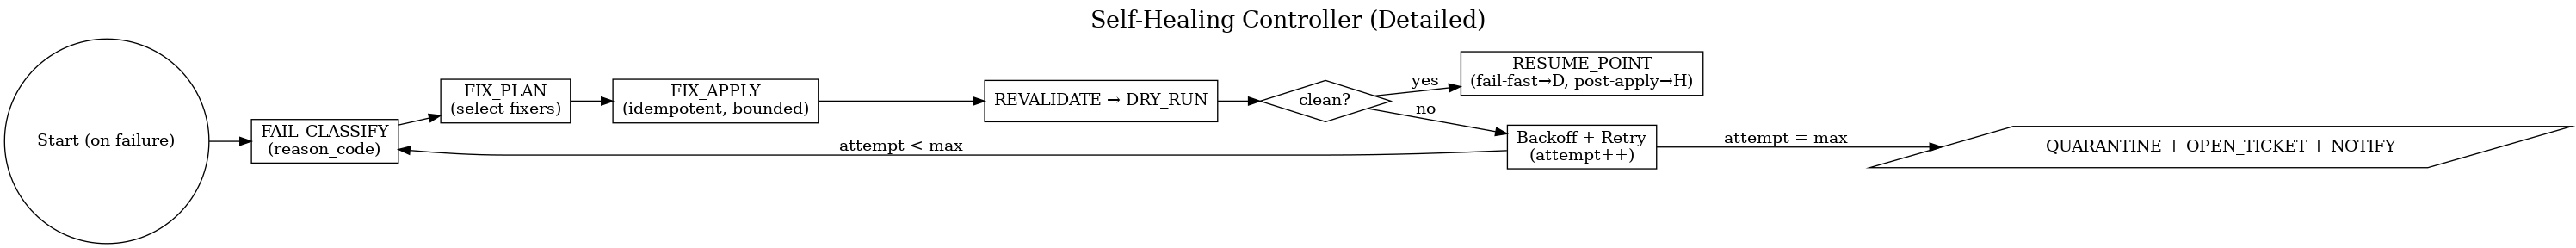 Self-Healing Controller (Detailed)
Start (on failure)
FAIL_CLASSIFY
(reason_code)
FIX_PLAN
(select fixers)
FIX_APPLY
(idempotent, bounded)
REVALIDATE → DRY_RUN
clean?
yes
RESUME_POINT
(fail-fast→D, post-apply→H)
no
Backoff + Retry
(attempt++)
attempt < max
attempt = max
QUARANTINE + OPEN_TICKET + NOTIFY